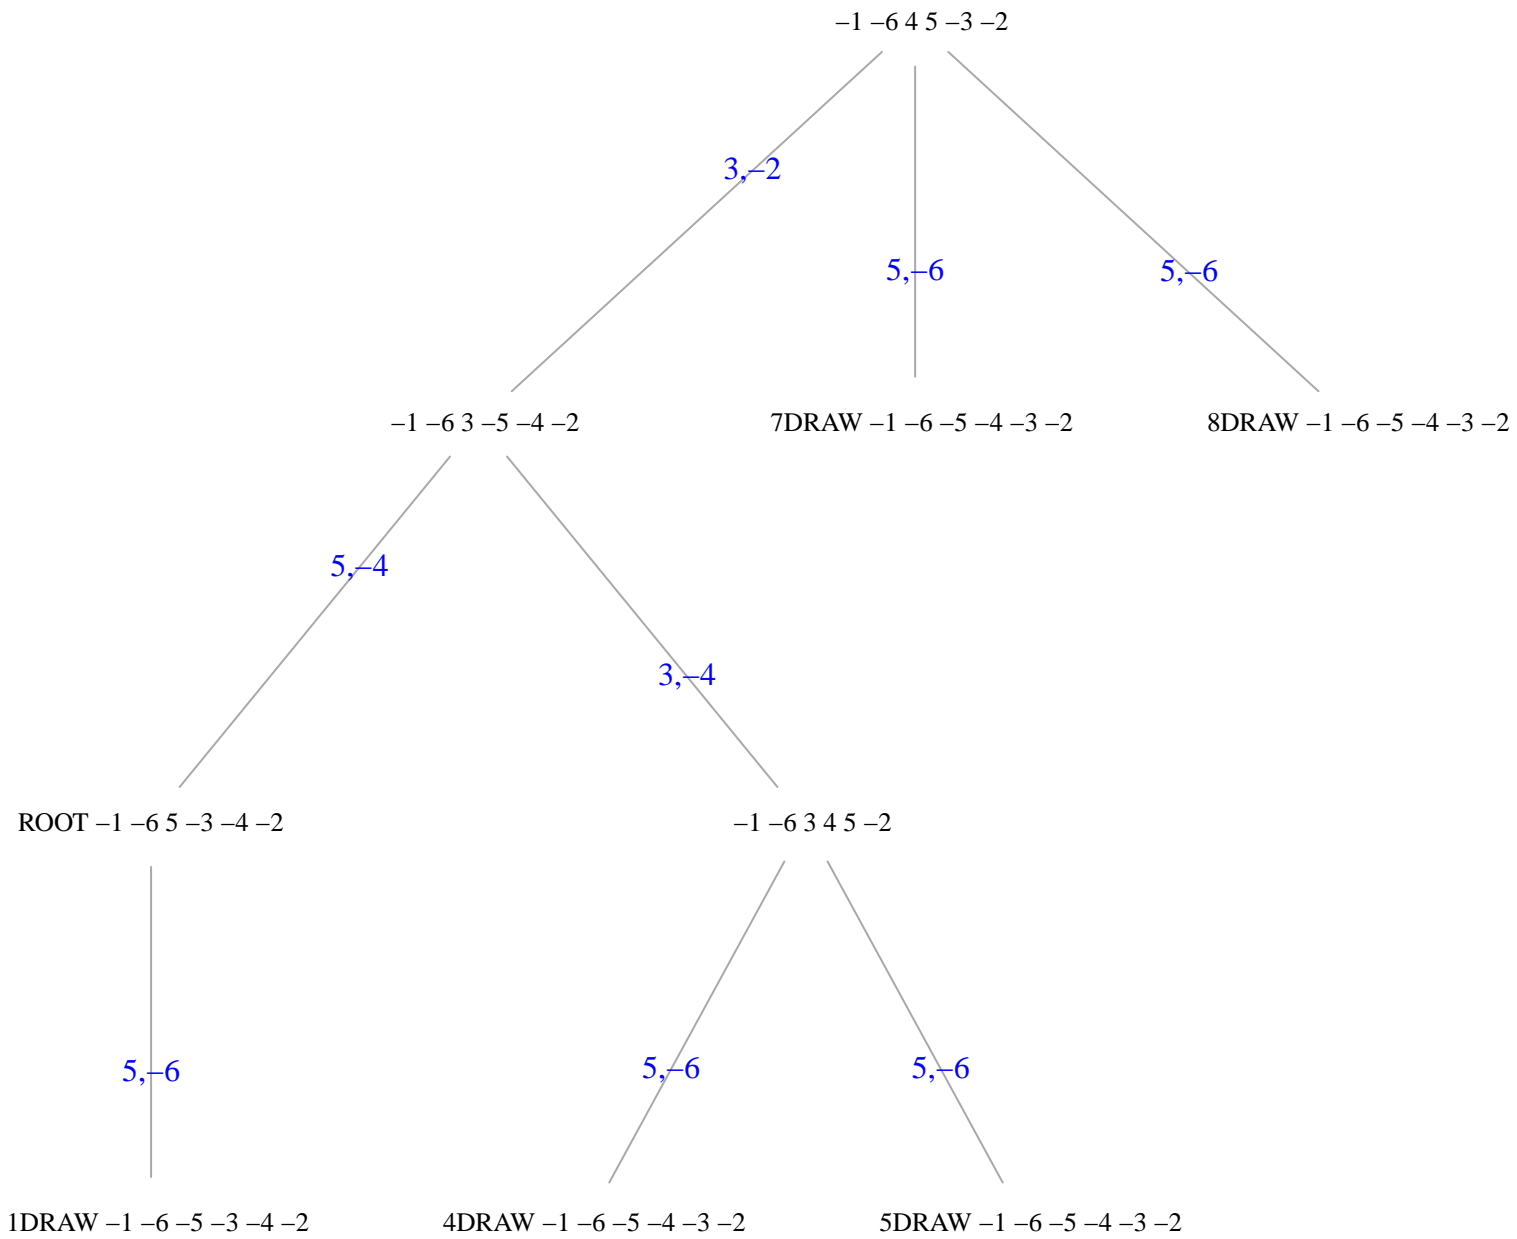 –1 –6 4 5 –3 –2
3,–2
5,–6
5,–6
–1 –6 3 –5 –4 –2
7DRAW –1 –6 –5 –4 –3 –2
8DRAW –1 –6 –5 –4 –3 –2
5,–4
3,–4
ROOT –1 –6 5 –3 –4 –2
–1 –6 3 4 5 –2
5,–6
5,–6
5,–6
1DRAW –1 –6 –5 –3 –4 –2
4DRAW –1 –6 –5 –4 –3 –2
5DRAW –1 –6 –5 –4 –3 –2